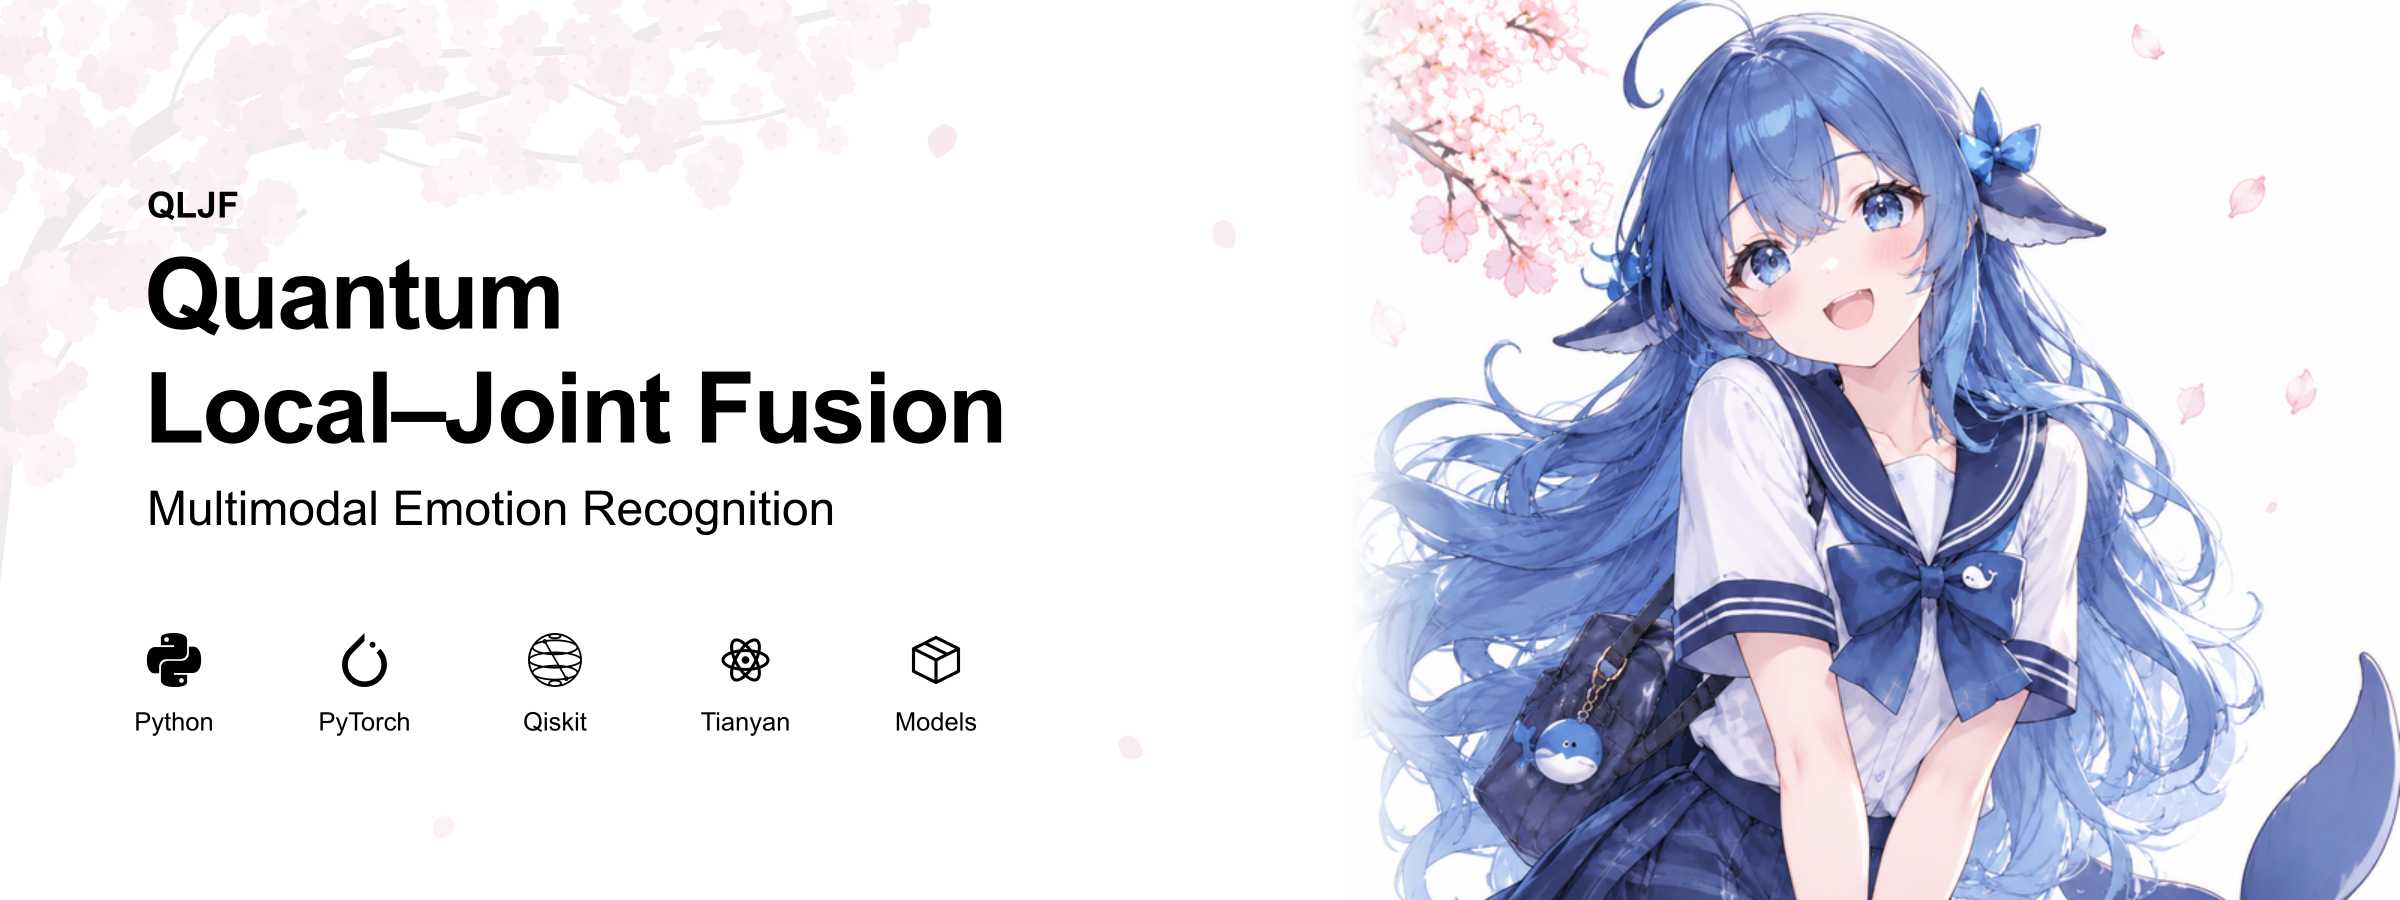 QLJF
Quantum
Local–Joint Fusion
Multimodal Emotion Recognition
Python
PyTorch
Qiskit
Tianyan
Models